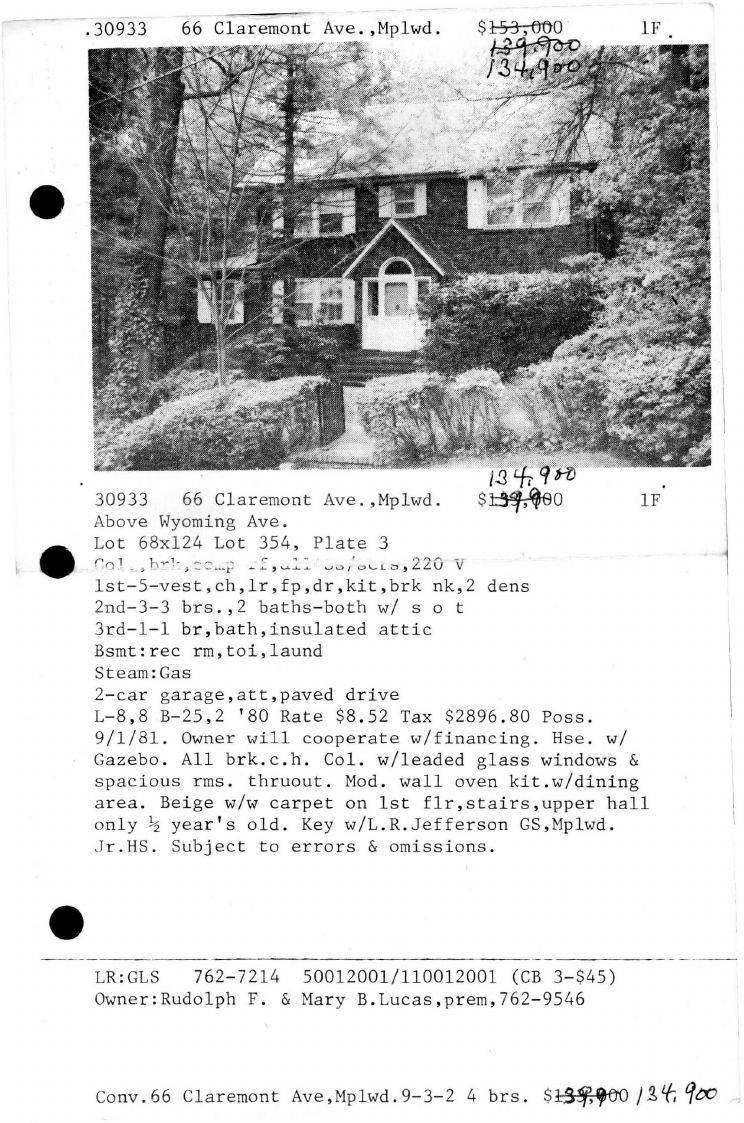 .30933 66 Claremont Ave.,Mplwd. $153,000 1F.
139,900
134,900
134,900
30933 66 Claremont Ave.,Mplwd. $139,900 1F
Above Wyoming Ave.
Lot 68x124 Lot 354, Plate 3
Col.,brk,comp rf,all ss/scrs,220 V
1st-5-vest,ch,lr,fp,dr,kit,brk nk,2 dens
2nd-3-3 brs.,2 baths-both w/ s o t
3rd-1-1 br,bath,insulated attic
Bsmt:rec rm,toi,laund
Steam:Gas
2-car garage,att,paved drive
L-8,8 B-25,2 '80 Rate $8.52 Tax $2896.80 Poss.
9/1/81. Owner will cooperate w/financing. Hse. w/
Gazebo. All brk.c.h. Col. w/leaded glass windows &
spacious rms. thruout. Mod. wall oven kit.w/dining
area. Beige w/w carpet on 1st flr,stairs,upper hall
only ½ year's old. Key w/L.R.Jefferson GS,Mplwd.
Jr.HS. Subject to errors & omissions.
LR:GLS 762-7214 50012001/110012001 (CB 3-$45)
Owner:Rudolph F. & Mary B.Lucas,prem,762-9546
Conv.66 Claremont Ave,Mplwd.9-3-2 4 brs. $139,900 134,900